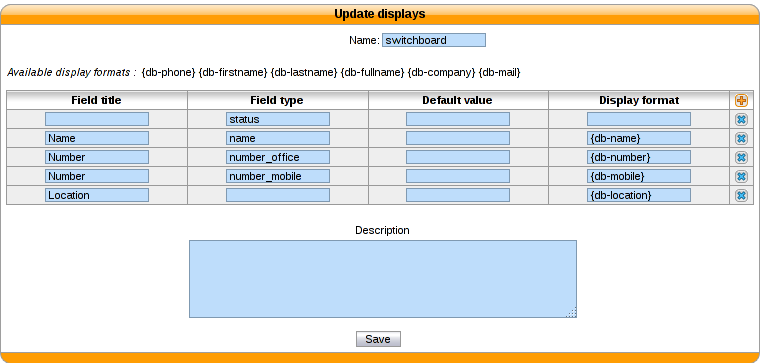 Update displays
Name: switchboard
Available display formats : {db-phone} {db-firstname} {db-lastname} {db-fullname} {db-company} {db-mail}
Field title Field type Default value Display format
status
Name name {db-name}
Number number_office {db-number}
Number number_mobile {db-mobile}
Location {db-location}
Description
Save